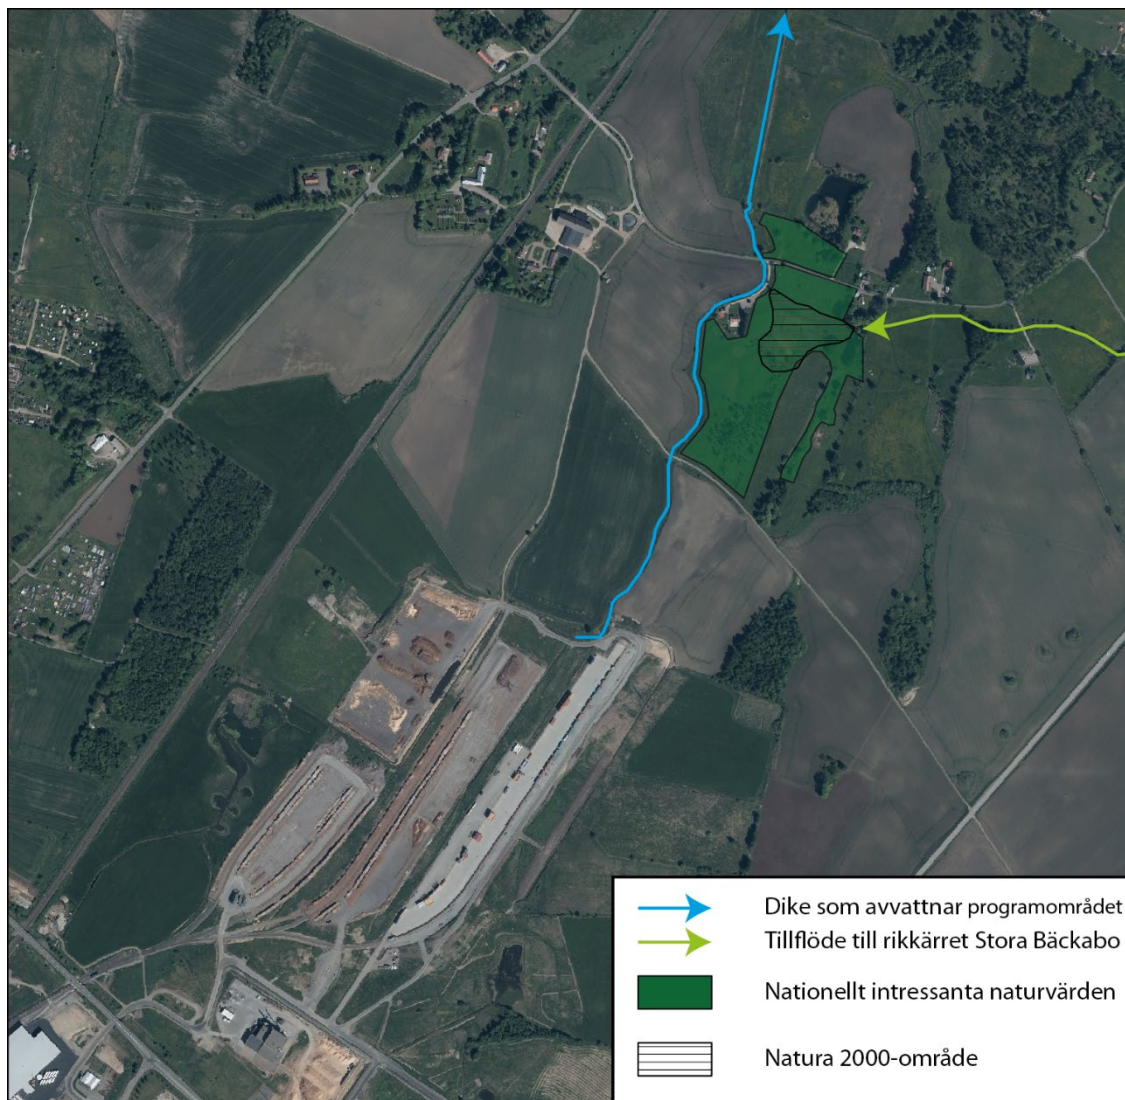 Dike som avvattnar programområdet
Tillflöde till rikkärret Stora Bäckabo
Nationellt intressanta naturvärden
Natura 2000-område